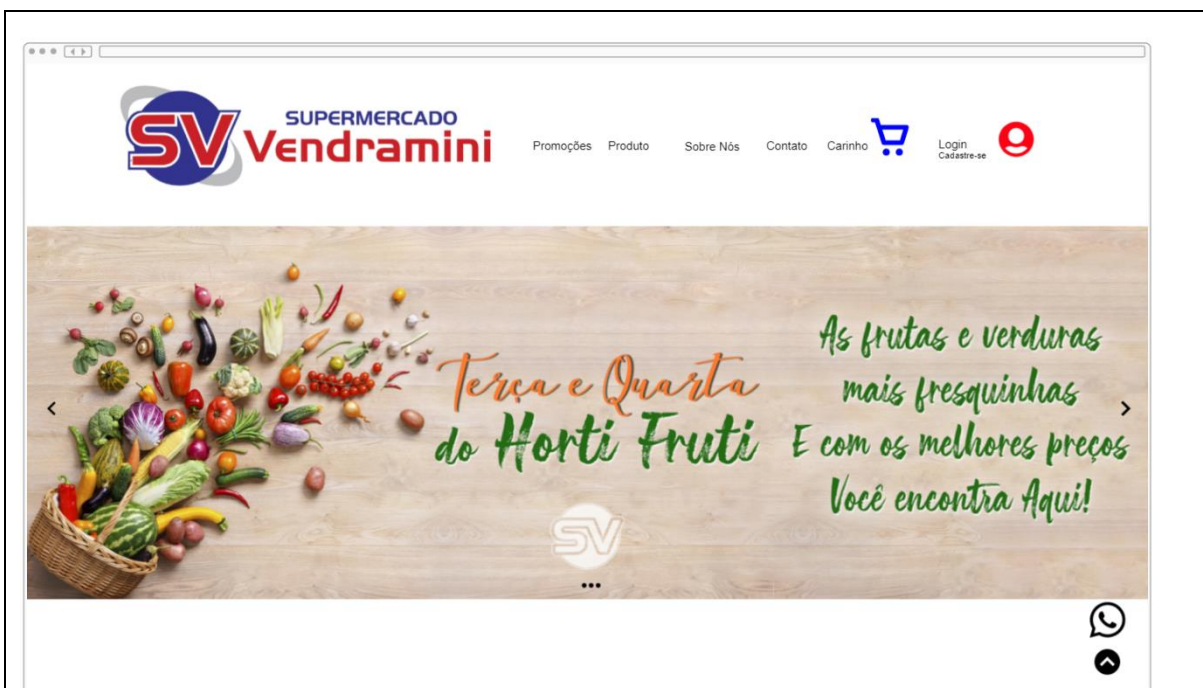 SV
SUPERMERCADO
Vendramini
Promoções Produto Sobre Nós Contato Carinho Login
Cadastre-se
Terça e Quarta
do Horti Fruti
SV
As frutas e verduras
mais fresquinhas
E com os melhores preços
Você encontra Aqui!